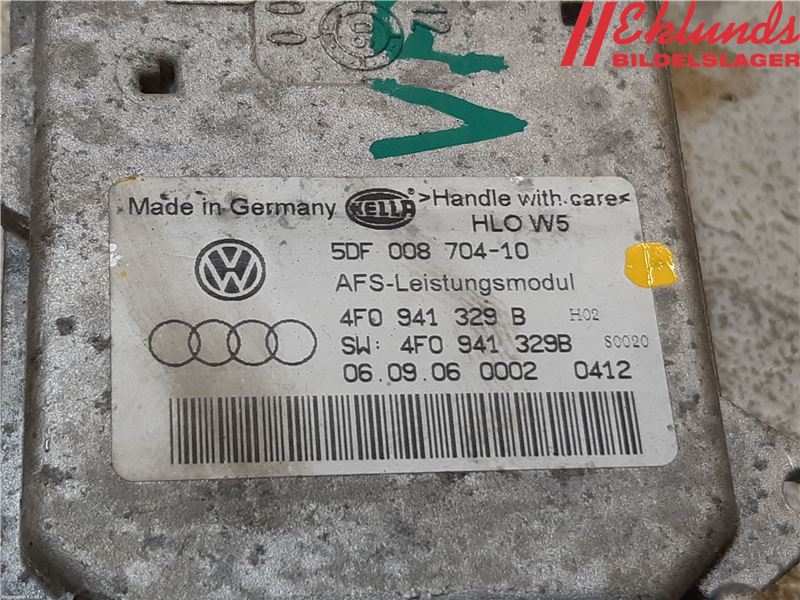 Eklunds
BILDELSLAGER
Made in Germany HELLA >Handle with care<
HLO W5
5DF 008 704-10
AFS-Leistungsmodul
4F0 941 329 B H02
SW: 4F0 941 329B S0020
06.09.06 0002 0412